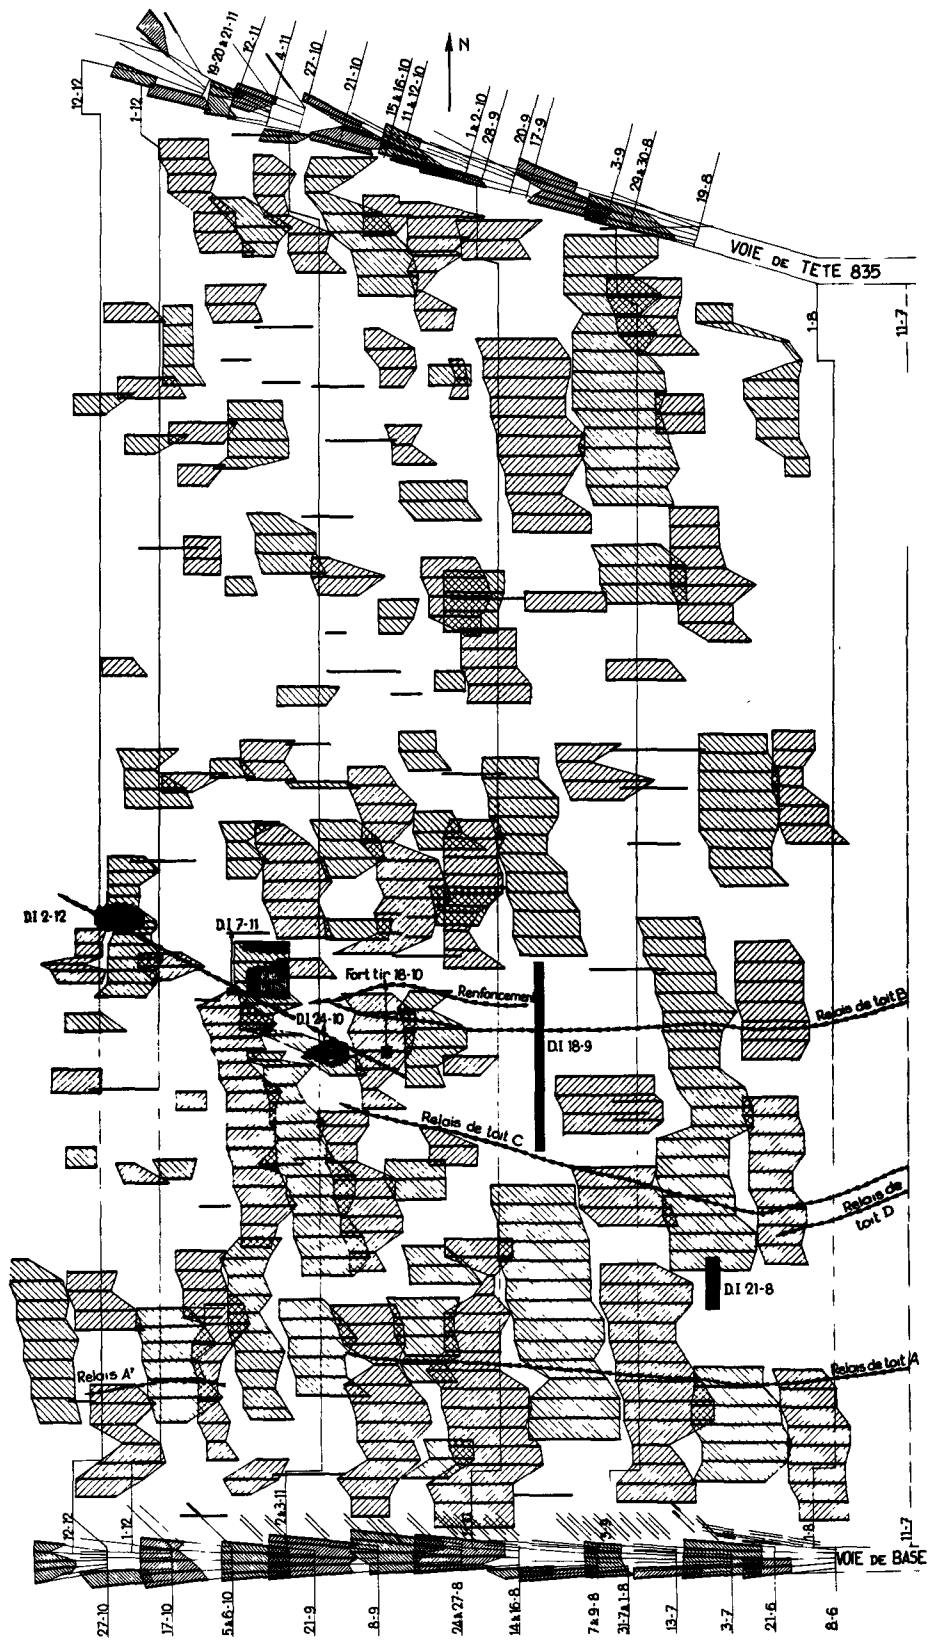 12-12
1-12
19-20 à 21-11
12-11
4-11
27-10
21-10
15 à 16-10
11 à 12-10
N
1 à 2-10
28-9
20-9
17-9
3-9
29 à 30-8
19-8
VOIE DE TETE 835
1-8
11-7
D.I 2-12
D.I 7-11
Fort tir 18-10
Renforcement
D.I 24-10
Relais de toit B
D.I 18-9
Relais de toit C
Relais de
toit D
D.I 21-8
Relais A'
Relais de toit A
12-12
1-12
2 à 3-11
3-9
1-8
11-7
VOIE DE BASE
27-10
17-10
5 à 6-10
21-9
8-9
24 à 27-8
14 à 16-8
7 à 9-8
31-7 à 1-8
13-7
3-7
21-6
8-6